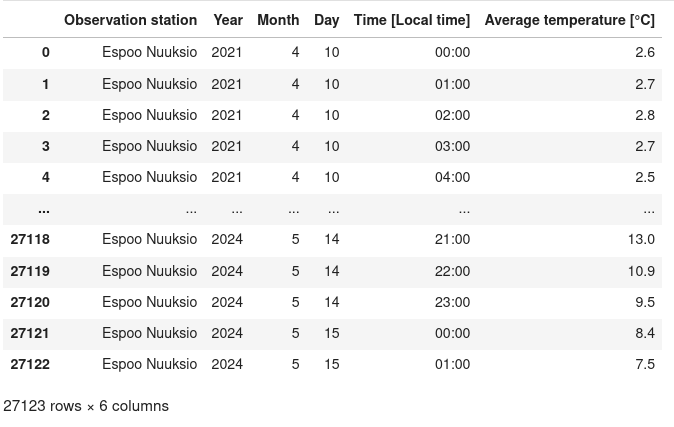 Observation station Year Month Day Time [Local time] Average temperature [°C]
0 Espoo Nuuksio 2021 4 10 00:00 2.6
1 Espoo Nuuksio 2021 4 10 01:00 2.7
2 Espoo Nuuksio 2021 4 10 02:00 2.8
3 Espoo Nuuksio 2021 4 10 03:00 2.7
4 Espoo Nuuksio 2021 4 10 04:00 2.5
... ... ... ... ... ... ...
27118 Espoo Nuuksio 2024 5 14 21:00 13.0
27119 Espoo Nuuksio 2024 5 14 22:00 10.9
27120 Espoo Nuuksio 2024 5 14 23:00 9.5
27121 Espoo Nuuksio 2024 5 15 00:00 8.4
27122 Espoo Nuuksio 2024 5 15 01:00 7.5
27123 rows × 6 columns